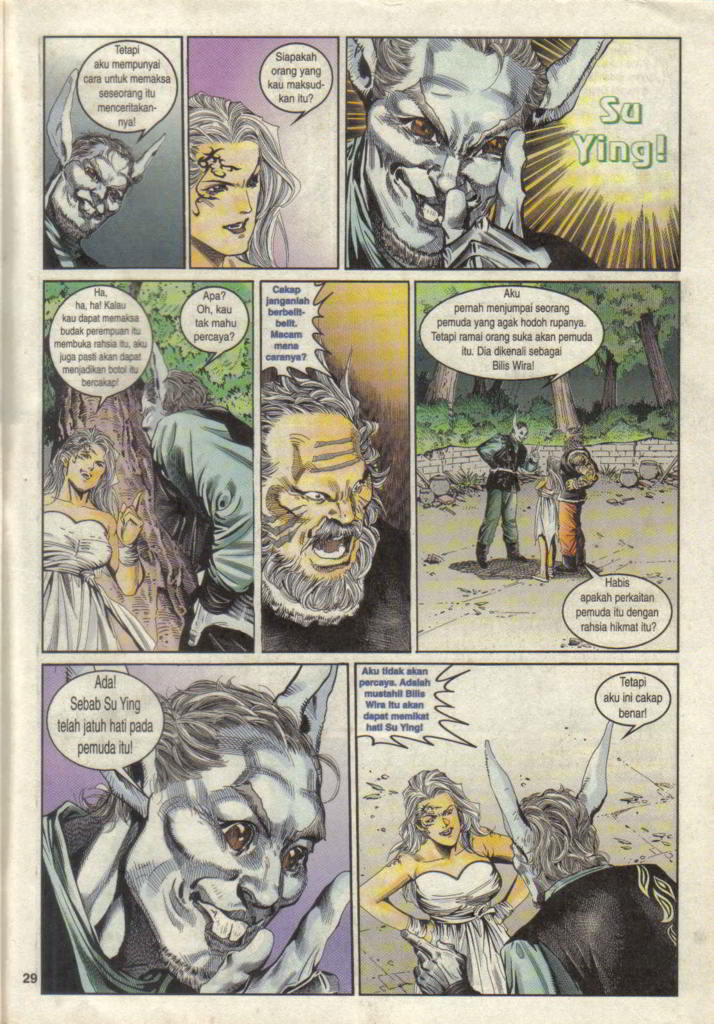 Tetapi
aku mempunyai
cara untuk memaksa
seseorang itu
menceritakan-
nya!
Siapakah
orang yang
kau maksud-
kan itu?
Su
Ying!
Ha,
ha, ha! Kalau
kau dapat memaksa
budak perempuan itu
membuka rahsia itu, aku
juga pasti akan dapat
menjadikan botol itu
bercakap!
Apa?
Oh, kau
tak mahu
percaya?
Cakap
janganlah
berbelit-
belit.
Macam
mana
caranya?
Aku
pernah menjumpai seorang
pemuda yang agak hodoh rupanya.
Tetapi ramai orang suka akan pemuda
itu. Dia dikenali sebagai
Bilis Wira!
Habis
apakah perkaitan
pemuda itu dengan
rahsia hikmat itu?
Ada!
Sebab Su Ying
telah jatuh hati pada
pemuda itu!
Aku tidak akan
percaya. Adalah
mustahil Bilis
Wira itu akan
dapat memikat
hati Su Ying!
Tetapi
aku ini cakap
benar!
29